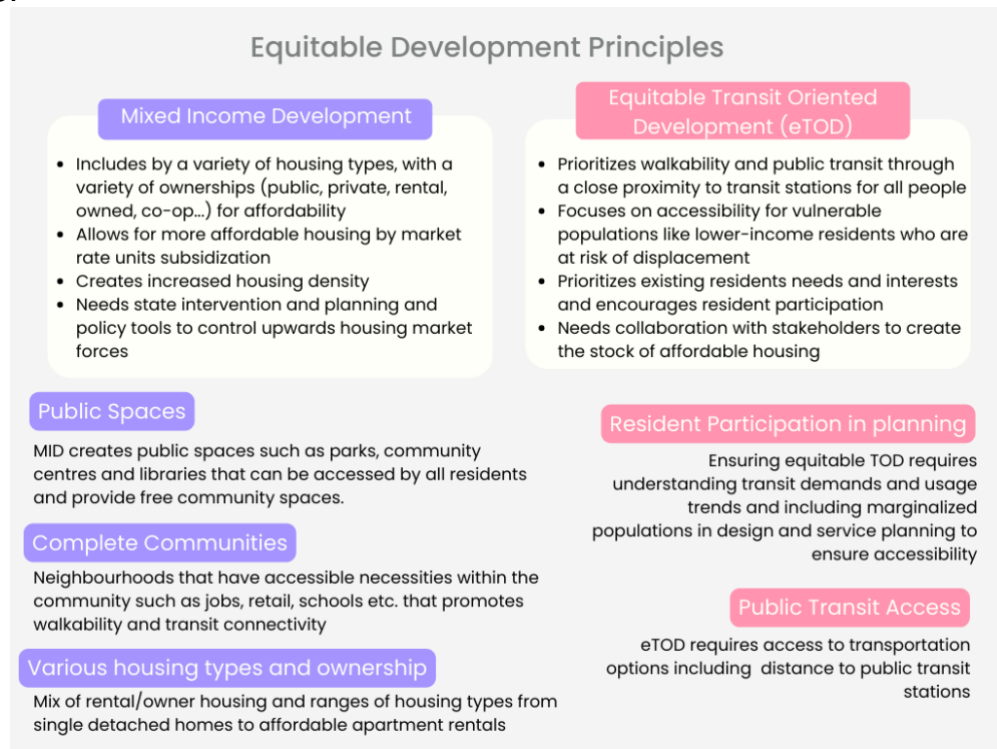 Equitable Development Principles
Mixed Income Development
• Includes by a variety of housing types, with a
variety of ownerships (public, private, rental,
owned, co-op...) for affordability
• Allows for more affordable housing by market
rate units subsidization
• Creates increased housing density
• Needs state intervention and planning and
policy tools to control upwards housing market
forces
Equitable Transit Oriented
Development (eTOD)
• Prioritizes walkability and public transit through
a close proximity to transit stations for all people
• Focuses on accessibility for vulnerable
populations like lower-income residents who are
at risk of displacement
• Prioritizes existing residents needs and interests
and encourages resident participation
• Needs collaboration with stakeholders to create
the stock of affordable housing
Public Spaces
MID creates public spaces such as parks, community
centres and libraries that can be accessed by all residents
and provide free community spaces.
Complete Communities
Neighbourhoods that have accessible necessities within the
community such as jobs, retail, schools etc. that promotes
walkability and transit connectivity
Various housing types and ownership
Mix of rental/owner housing and ranges of housing types from
single detached homes to affordable apartment rentals
Resident Participation in planning
Ensuring equitable TOD requires
understanding transit demands and usage
trends and including marginalized
populations in design and service planning to
ensure accessibility
Public Transit Access
eTOD requires access to transportation
options including distance to public transit
stations